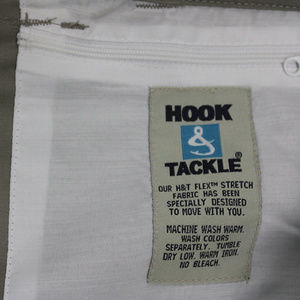 HOOK
&
TACKLE®
OUR H&T FLEX™ STRETCH
FABRIC HAS BEEN
SPECIALLY DESIGNED
TO MOVE WITH YOU.
MACHINE WASH WARM.
WASH COLORS
SEPARATELY. TUMBLE
DRY LOW. WARM IRON.
NO BLEACH.